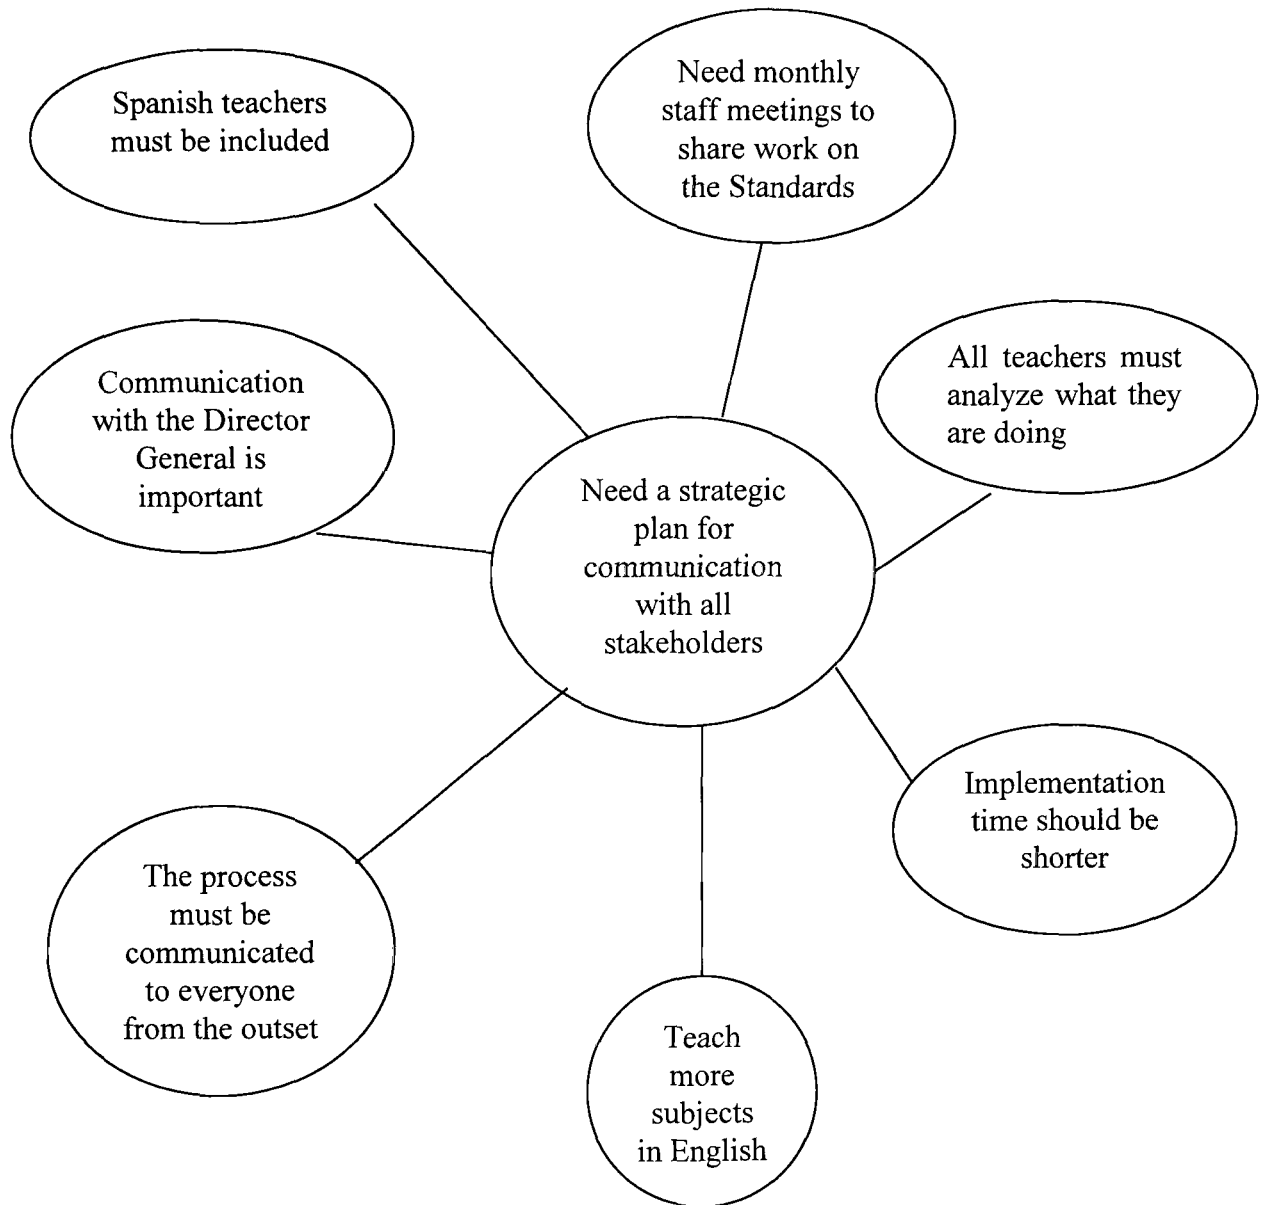 Spanish teachers
must be included
Need monthly
staff meetings to
share work on
the Standards
Communication
with the Director
General is
important
All teachers must
analyze what they
are doing
Need a strategic
plan for
communication
with all
stakeholders
Implementation
time should be
shorter
The process
must be
communicated
to everyone
from the outset
Teach
more
subjects
in English